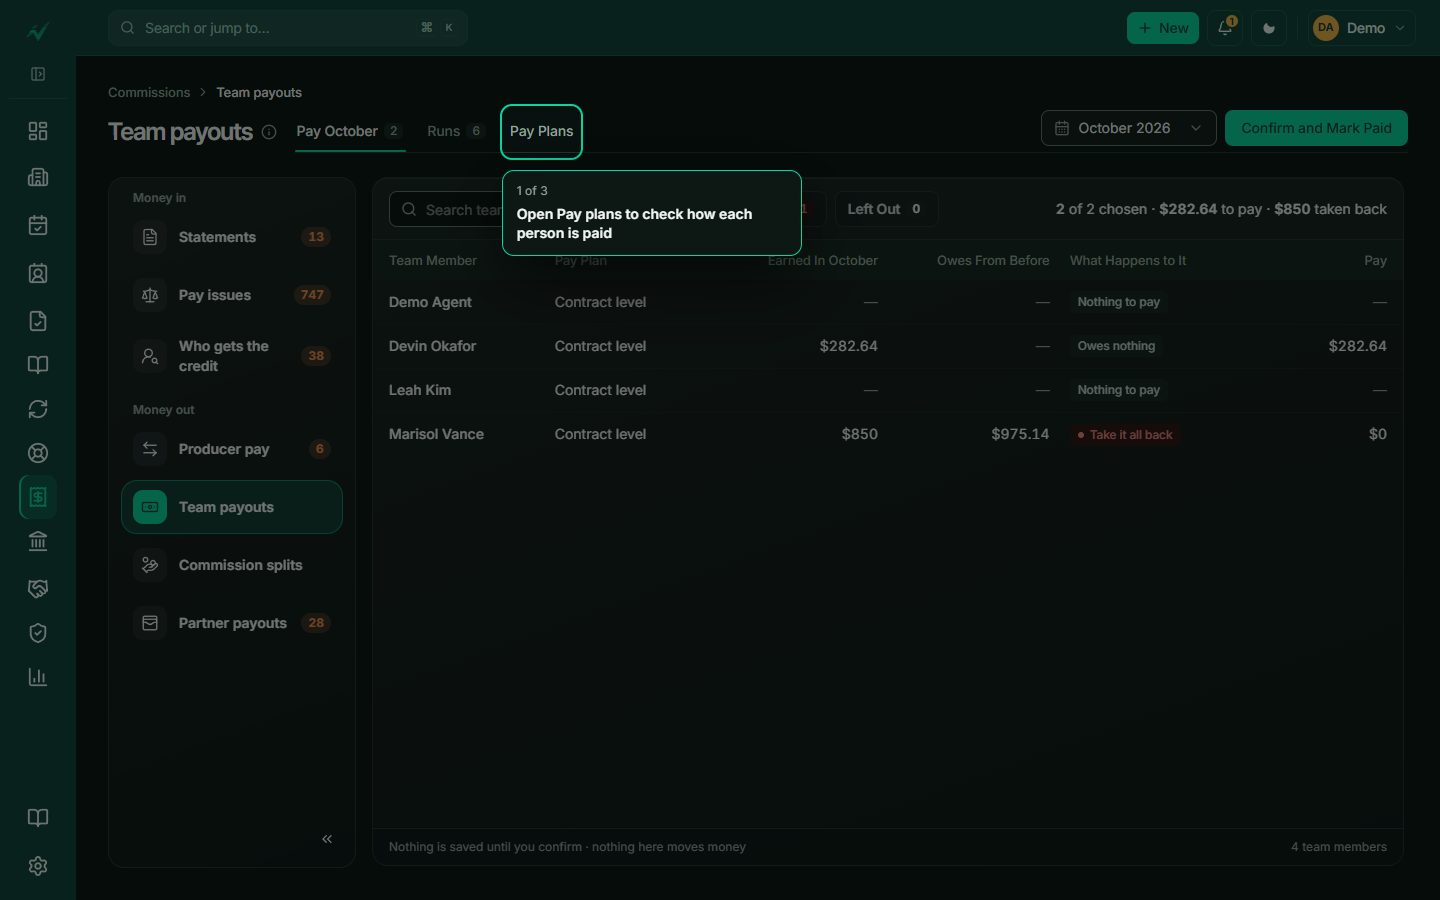 Search or jump to...
⌘ K
New
1
DA
Demo
Commissions > Team payouts
Team payouts
Pay October 2
Runs 6
Pay Plans
October 2026
Confirm and Mark Paid
1 of 3
Open Pay plans to check how each
person is paid
Money in
Statements 13
Pay issues 747
Who gets the
credit
38
Money out
Producer pay 6
Team payouts
Commission splits
Partner payouts 28
Search tea
1
Left Out 0
2 of 2 chosen · $282.64 to pay · $850 taken back
Team Member Pay Plan Earned In October Owes From Before What Happens to It Pay
Demo Agent Contract level — — Nothing to pay —
Devin Okafor Contract level $282.64 — Owes nothing $282.64
Leah Kim Contract level — — Nothing to pay —
Marisol Vance Contract level $850 $975.14 Take it all back $0
Nothing is saved until you confirm · nothing here moves money
4 team members